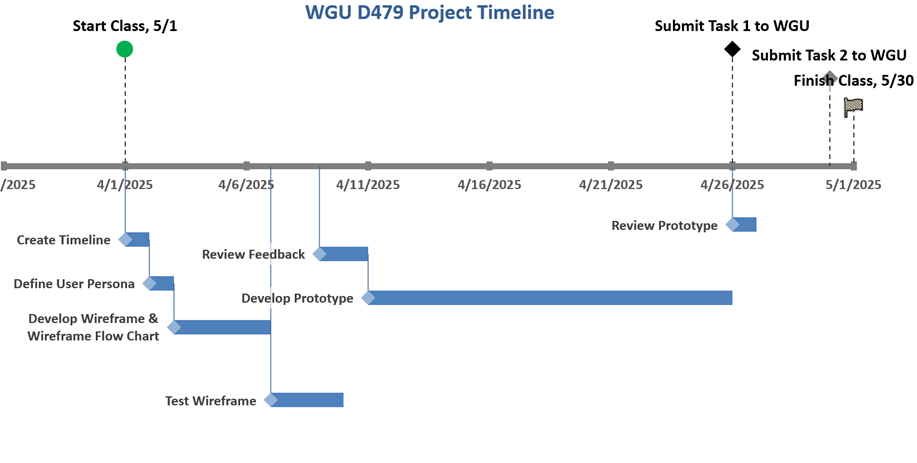 WGU D479 Project Timeline
Start Class, 5/1
Submit Task 1 to WGU
Submit Task 2 to WGU
Finish Class, 5/30
/2025
4/1/2025
4/6/2025
4/11/2025
4/16/2025
4/21/2025
4/26/2025
5/1/2025
Review Prototype
Create Timeline
Review Feedback
Define User Persona
Develop Prototype
Develop Wireframe &
Wireframe Flow Chart
Test Wireframe